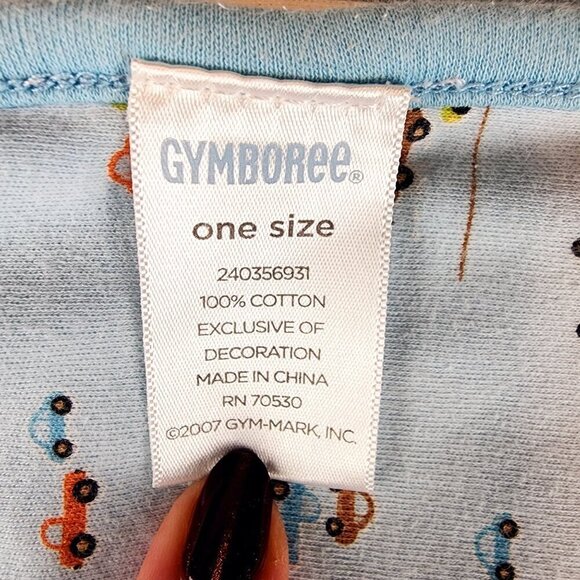 GYMBOREE®
one size
240356931
100% COTTON
EXCLUSIVE OF
DECORATION
MADE IN CHINA
RN 70530
©2007 GYM-MARK, INC.